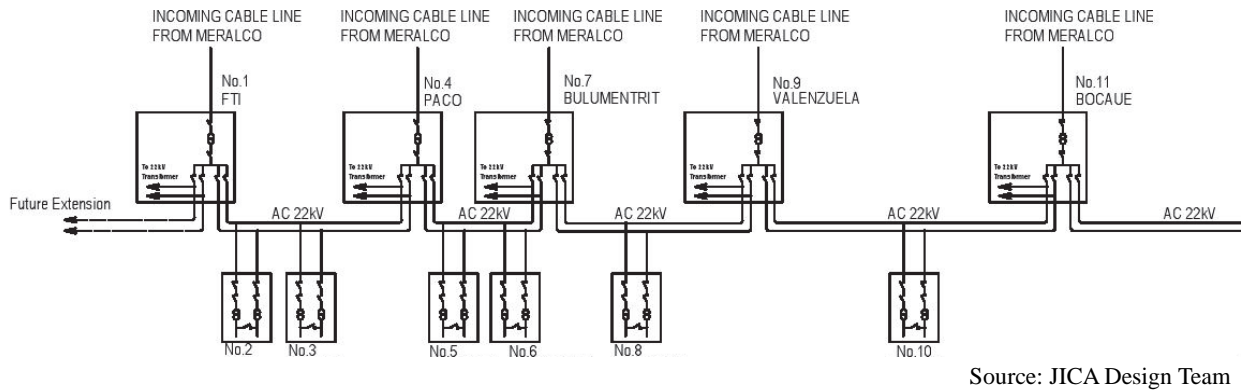 INCOMING CABLE LINE
FROM MERALCO
INCOMING CABLE LINE
FROM MERALCO
INCOMING CABLE LINE
FROM MERALCO
INCOMING CABLE LINE
FROM MERALCO
INCOMING CABLE LINE
FROM MERALCO
No.1
FTI
No.4
PACO
No.7
BULUMENTRIT
No.9
VALENZUELA
No.11
BOCAUE
To 22kV
Transformer
To 22kV
Transformer
To 22kV
Transformer
To 22kV
Transformer
To 22kV
Transformer
Future Extension
AC 22kV
AC 22kV
AC 22kV
AC 22kV
AC 22kV
No.2
No.3
No.5
No.6
No.8
No.10
Source: JICA Design Team